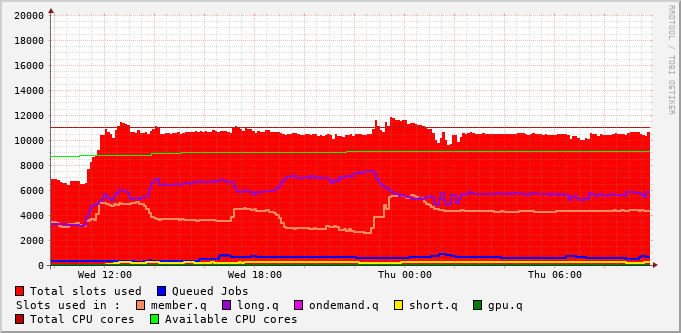 20000
18000
16000
14000
12000
10000
8000
6000
4000
2000
0
Wed 12:00 Wed 18:00 Thu 00:00 Thu 06:00
RRDTOOL / TOBI OETIKER
Total slots used Queued Jobs
Slots used in : member.q long.q ondemand.q short.q gpu.q
Total CPU cores Available CPU cores